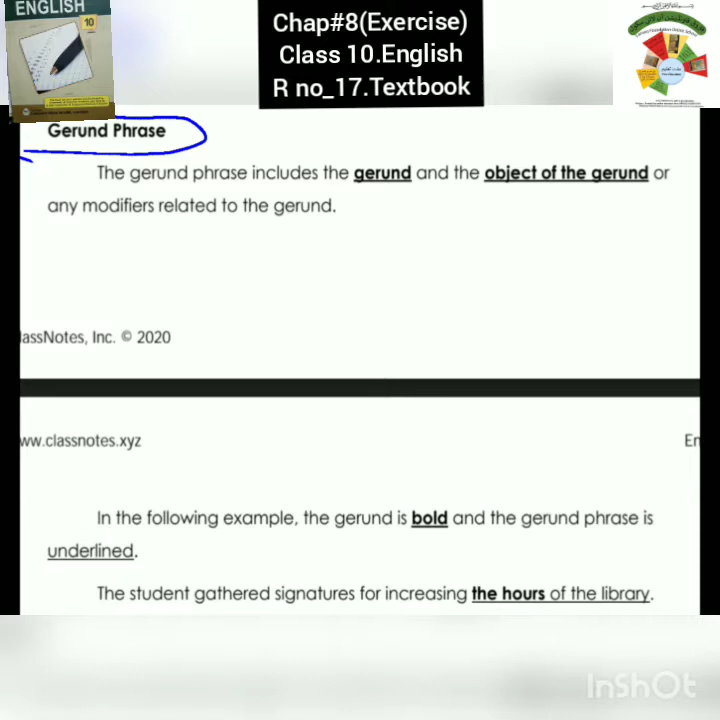 ENGLISH
10
Chap#8(Exercise)
Class 10.English
R no_17.Textbook
Gerund Phrase
The gerund phrase includes the gerund and the object of the gerund or
any modifiers related to the gerund.
lassNotes, Inc. © 2020
ww.classnotes.xyz
En
In the following example, the gerund is bold and the gerund phrase is
underlined.
The student gathered signatures for increasing the hours of the library.
InShOt